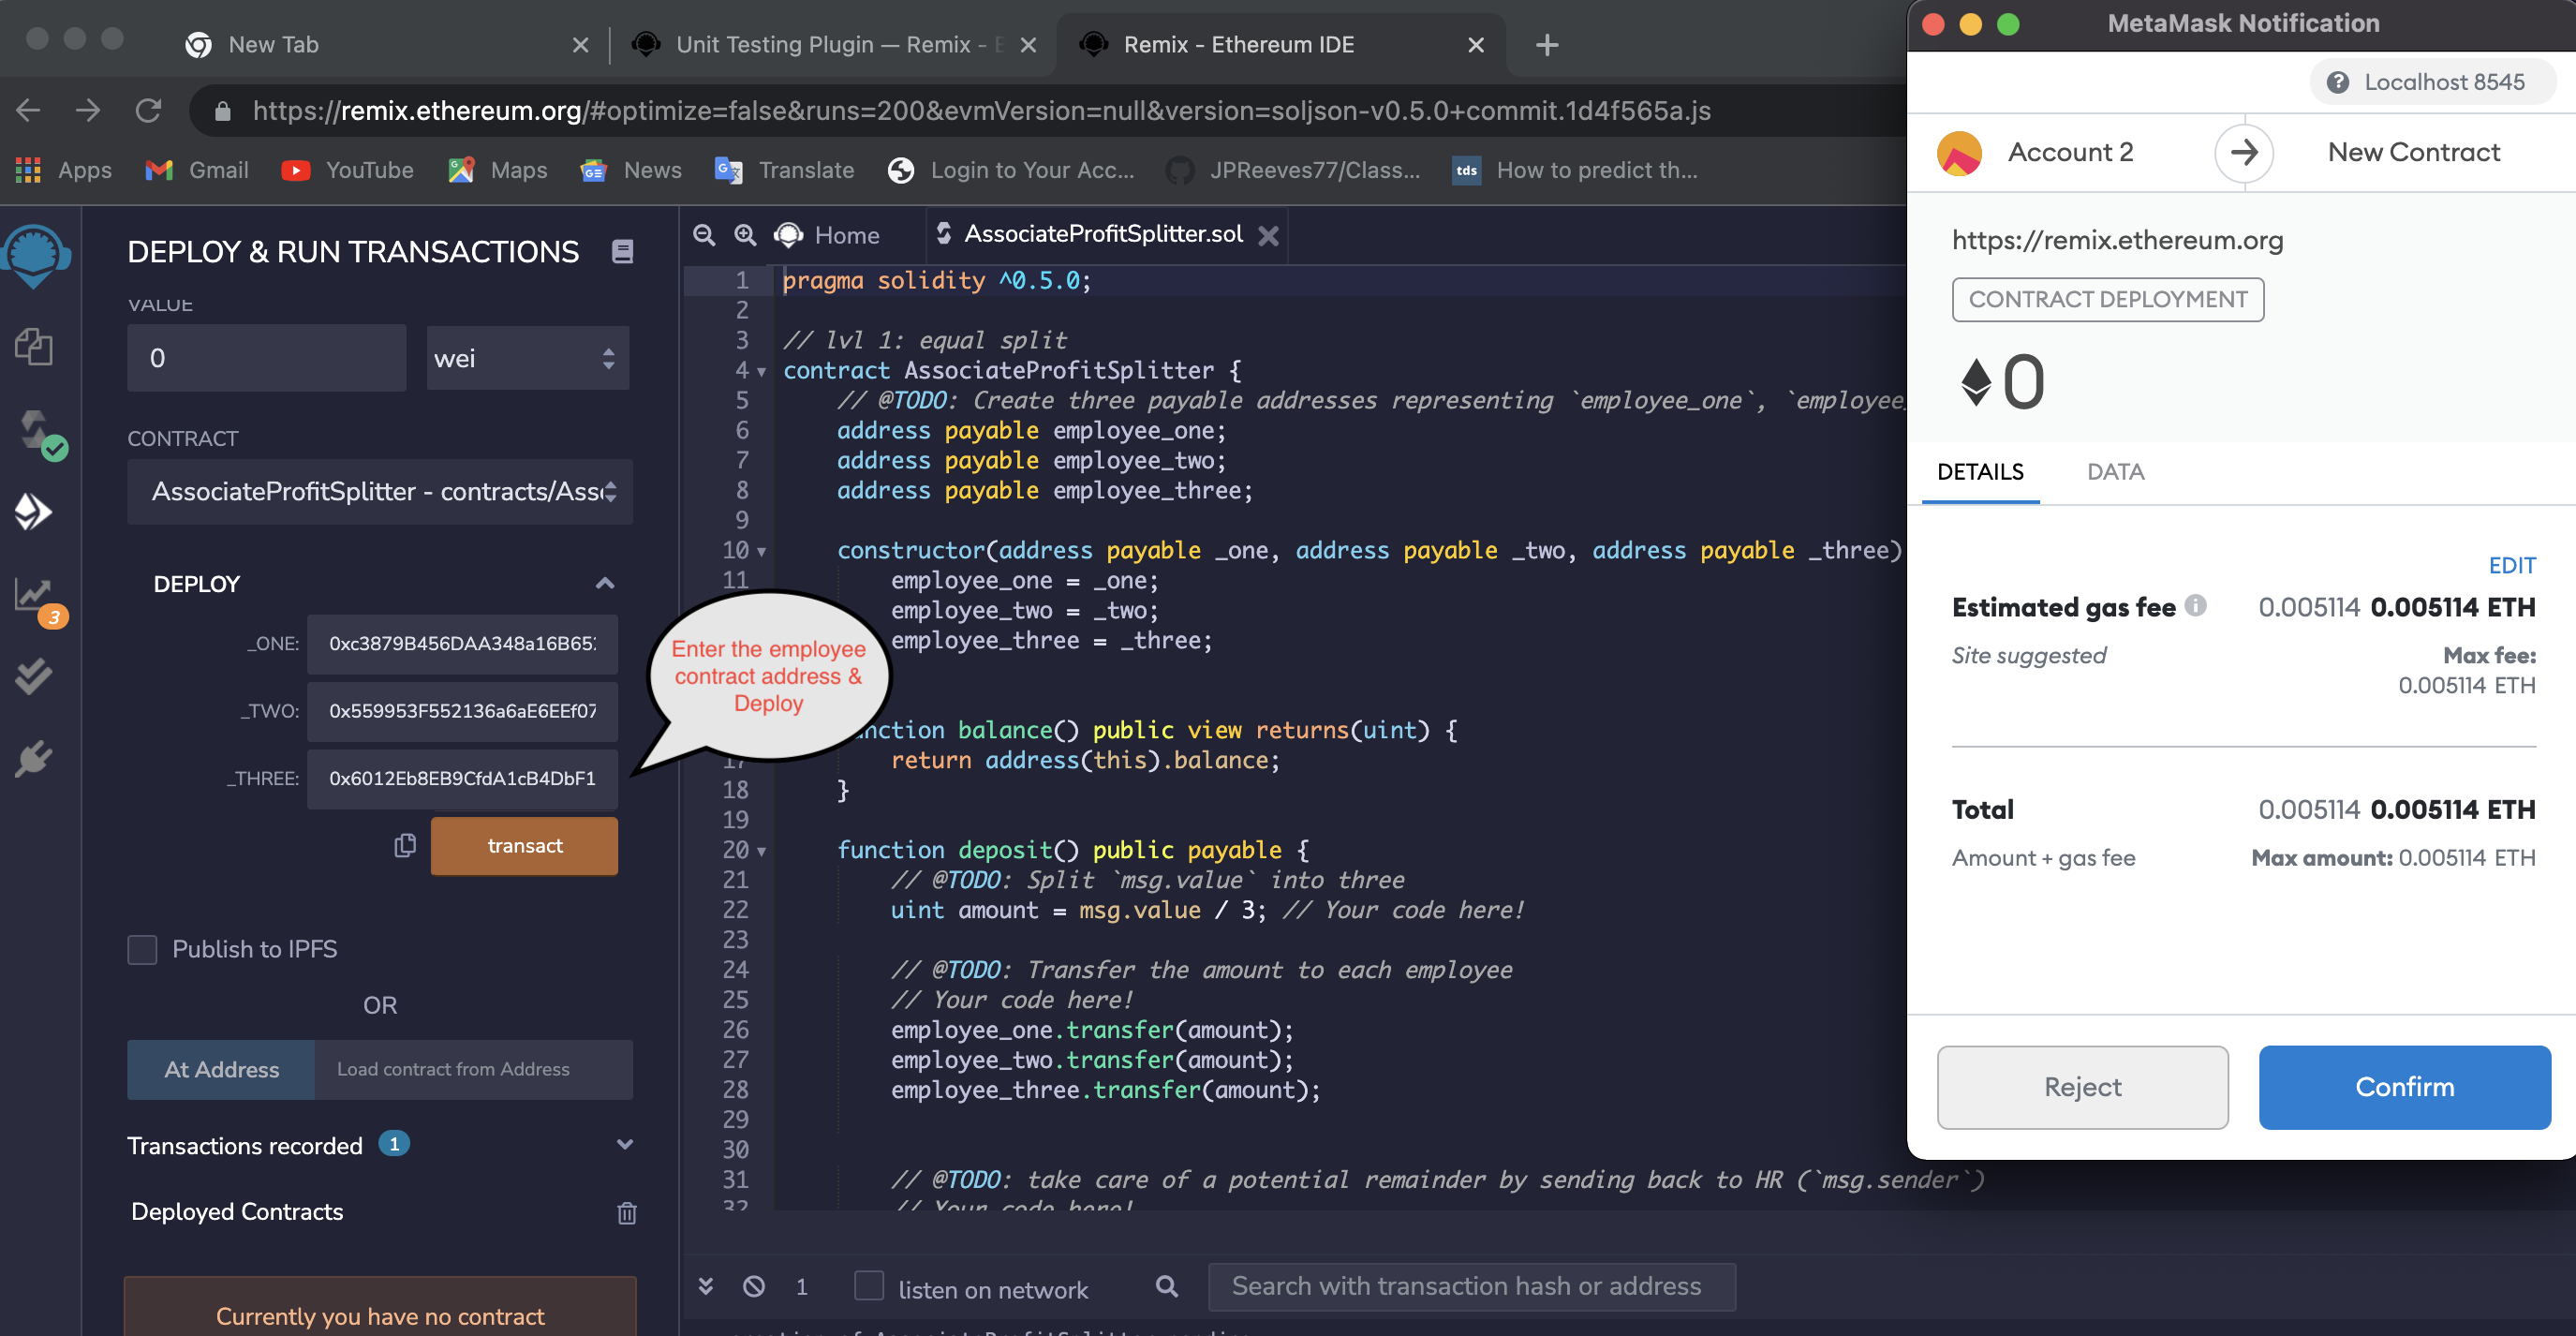 New Tab
Unit Testing Plugin — Remix - E
Remix - Ethereum IDE
https://remix.ethereum.org/#optimize=false&runs=200&evmVersion=null&version=soljson-v0.5.0+commit.1d4f565a.js
Apps
Gmail
YouTube
Maps
News
Translate
Login to Your Acc...
JPReeves77/Class...
tds
How to predict th...
DEPLOY & RUN TRANSACTIONS
VALUE
0
wei
CONTRACT
AssociateProfitSplitter - contracts/Ass
DEPLOY
_ONE:
0xc3879B456DAA348a16B65
_TWO:
0x559953F552136a6aE6EEf07
_THREE:
0x6012Eb8EB9CfdA1cB4DbF1
transact
Publish to IPFS
OR
At Address
Load contract from Address
Transactions recorded 1
Deployed Contracts
Currently you have no contract
3
Enter the employee
contract address &
Deploy
Home
AssociateProfitSplitter.sol
1 pragma solidity ^0.5.0;
2
3 // lvl 1: equal split
4 contract AssociateProfitSplitter {
5 // @TODO: Create three payable addresses representing `employee_one`, `employee_
6 address payable employee_one;
7 address payable employee_two;
8 address payable employee_three;
9
10 constructor(address payable _one, address payable _two, address payable _three)
11 employee_one = _one;
employee_two = _two;
employee_three = _three;
nction balance() public view returns(uint) {
17 return address(this).balance;
18 }
19
20 function deposit() public payable {
21 // @TODO: Split `msg.value` into three
22 uint amount = msg.value / 3; // Your code here!
23
24 // @TODO: Transfer the amount to each employee
25 // Your code here!
26 employee_one.transfer(amount);
27 employee_two.transfer(amount);
28 employee_three.transfer(amount);
29
30
31 // @TODO: take care of a potential remainder by sending back to HR (`msg.sender`)
32 // Your code here!
1
listen on network
Search with transaction hash or address
MetaMask Notification
Localhost 8545
Account 2
New Contract
https://remix.ethereum.org
CONTRACT DEPLOYMENT
0
DETAILS
DATA
EDIT
Estimated gas fee
0.005114 0.005114 ETH
Site suggested
Max fee:
0.005114 ETH
Total
0.005114 0.005114 ETH
Amount + gas fee
Max amount: 0.005114 ETH
Reject
Confirm